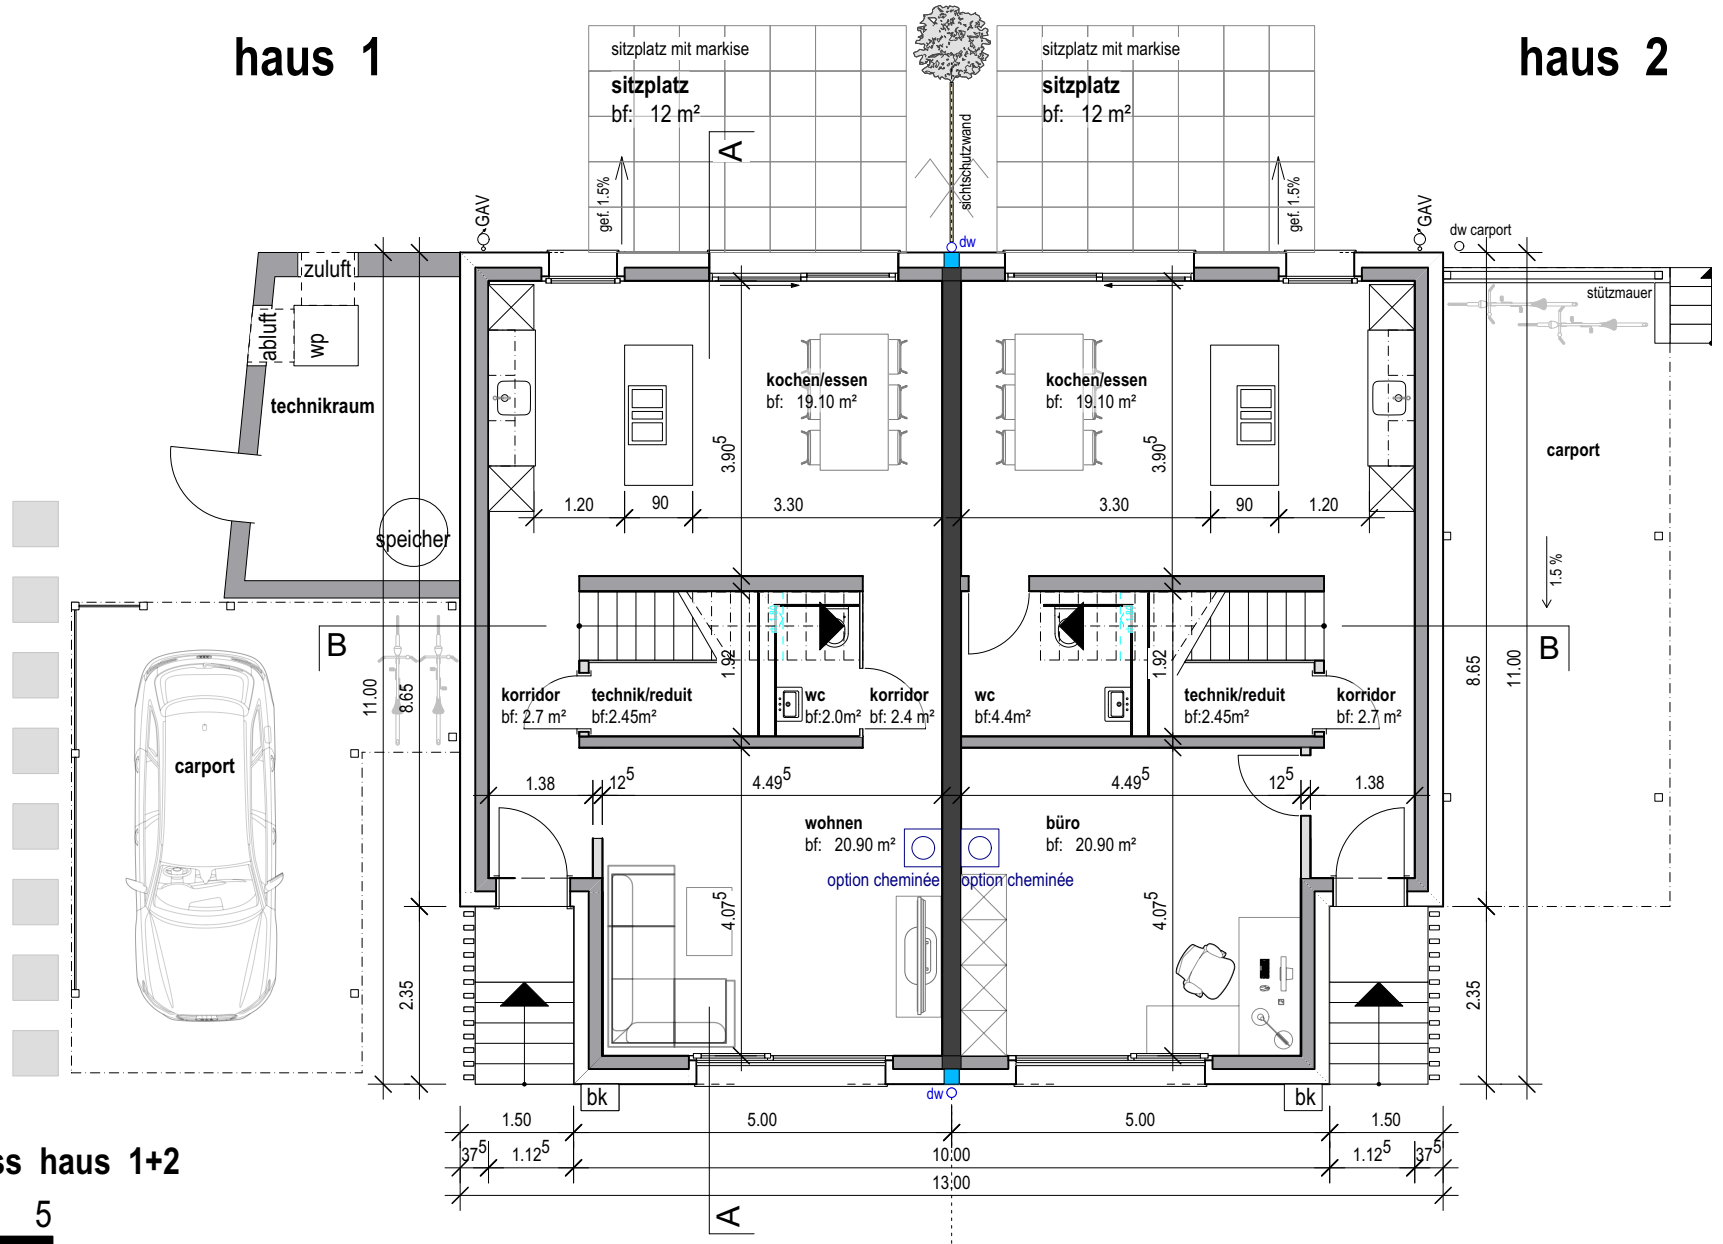 haus 1
haus 2
sitzplatz mit markise
sitzplatz
bf: 12 m²
sitzplatz mit markise
sitzplatz
bf: 12 m²
sichtschutzwand
A
gef. 1.5%
gef. 1.5%
GAV
GAV
dw
dw carport
zuluft
abluft
wp
technikraum
speicher
stützmauer
kochen/essen
bf: 19.10 m²
kochen/essen
bf: 19.10 m²
carport
3.90⁵
3.90⁵
1.20
90
3.30
3.30
90
1.20
1.5 %
B
B
11.00
8.65
1.92
1.92
8.65
11.00
korridor
bf: 2.7 m²
technik/reduit
bf:2.45m²
wc
bf:2.0m²
korridor
bf: 2.4 m²
wc
bf:4.4m²
technik/reduit
bf:2.45m²
korridor
bf: 2.7 m²
carport
1.38
12⁵
4.49⁵
4.49⁵
12⁵
1.38
wohnen
bf: 20.90 m²
büro
bf: 20.90 m²
option cheminée
option cheminée
4.07⁵
4.07⁵
2.35
2.35
bk
dw
bk
1.50
5.00
5.00
1.50
37⁵
1.12⁵
10.00
1.12⁵
37⁵
13.00
A
ss haus 1+2
5